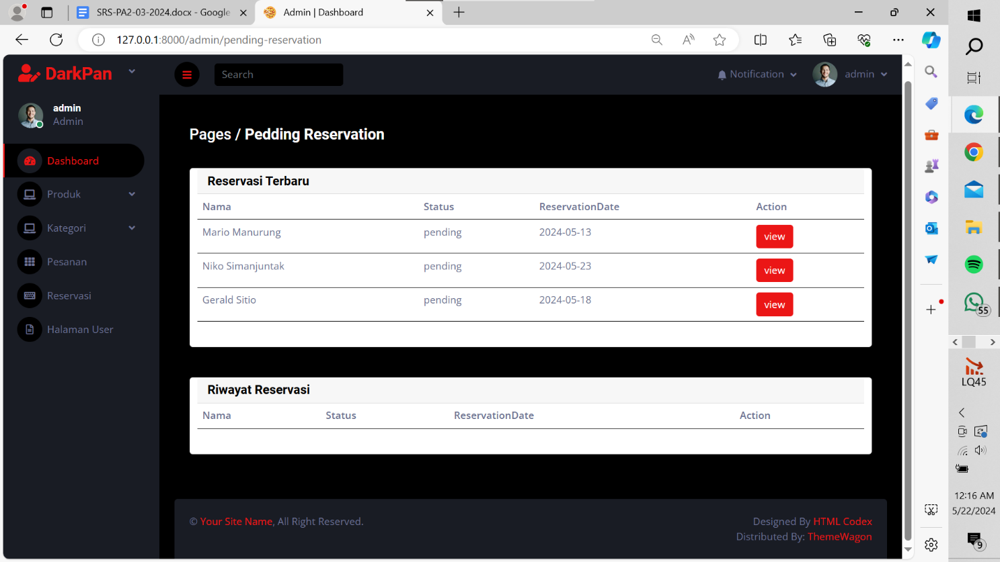 SRS-PA2-03-2024.docx - Google
Admin | Dashboard
127.0.0.1:8000/admin/pending-reservation
DarkPan
Search
Notification
admin
admin
Admin
Dashboard
Produk
Kategori
Pesanan
Reservasi
Halaman User
Pages / Pedding Reservation
Reservasi Terbaru
Nama Status ReservationDate Action
Mario Manurung pending 2024-05-13 view
Niko Simanjuntak pending 2024-05-23 view
Gerald Sitio pending 2024-05-18 view
Riwayat Reservasi
Nama Status ReservationDate Action
© Your Site Name, All Right Reserved.
Designed By HTML Codex
Distributed By: ThemeWagon
55
LQ45
12:16 AM
5/22/2024
9